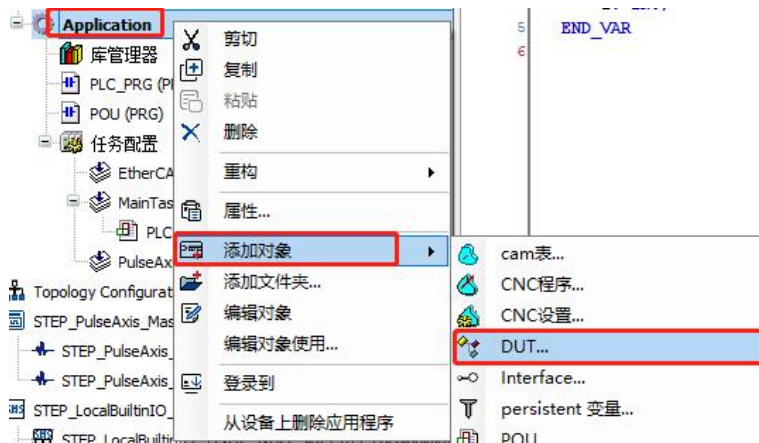 Application
库管理器
PLC_PRG (P
POU (PRG)
任务配置
EtherCA
MainTas
PLC
PulseAx
Topology Configurat
STEP_PulseAxis_Mas
STEP_PulseAxis_
STEP_PulseAxis_
STEP_LocalBuiltinIO_
剪切
复制
粘贴
删除
重构
属性...
添加对象
添加文件夹...
编辑对象
编辑对象使用...
登录到
从设备上删除应用程序
cam表...
CNC程序...
CNC设置...
DUT...
Interface...
persistent 变量...
POU
5 END_VAR
6